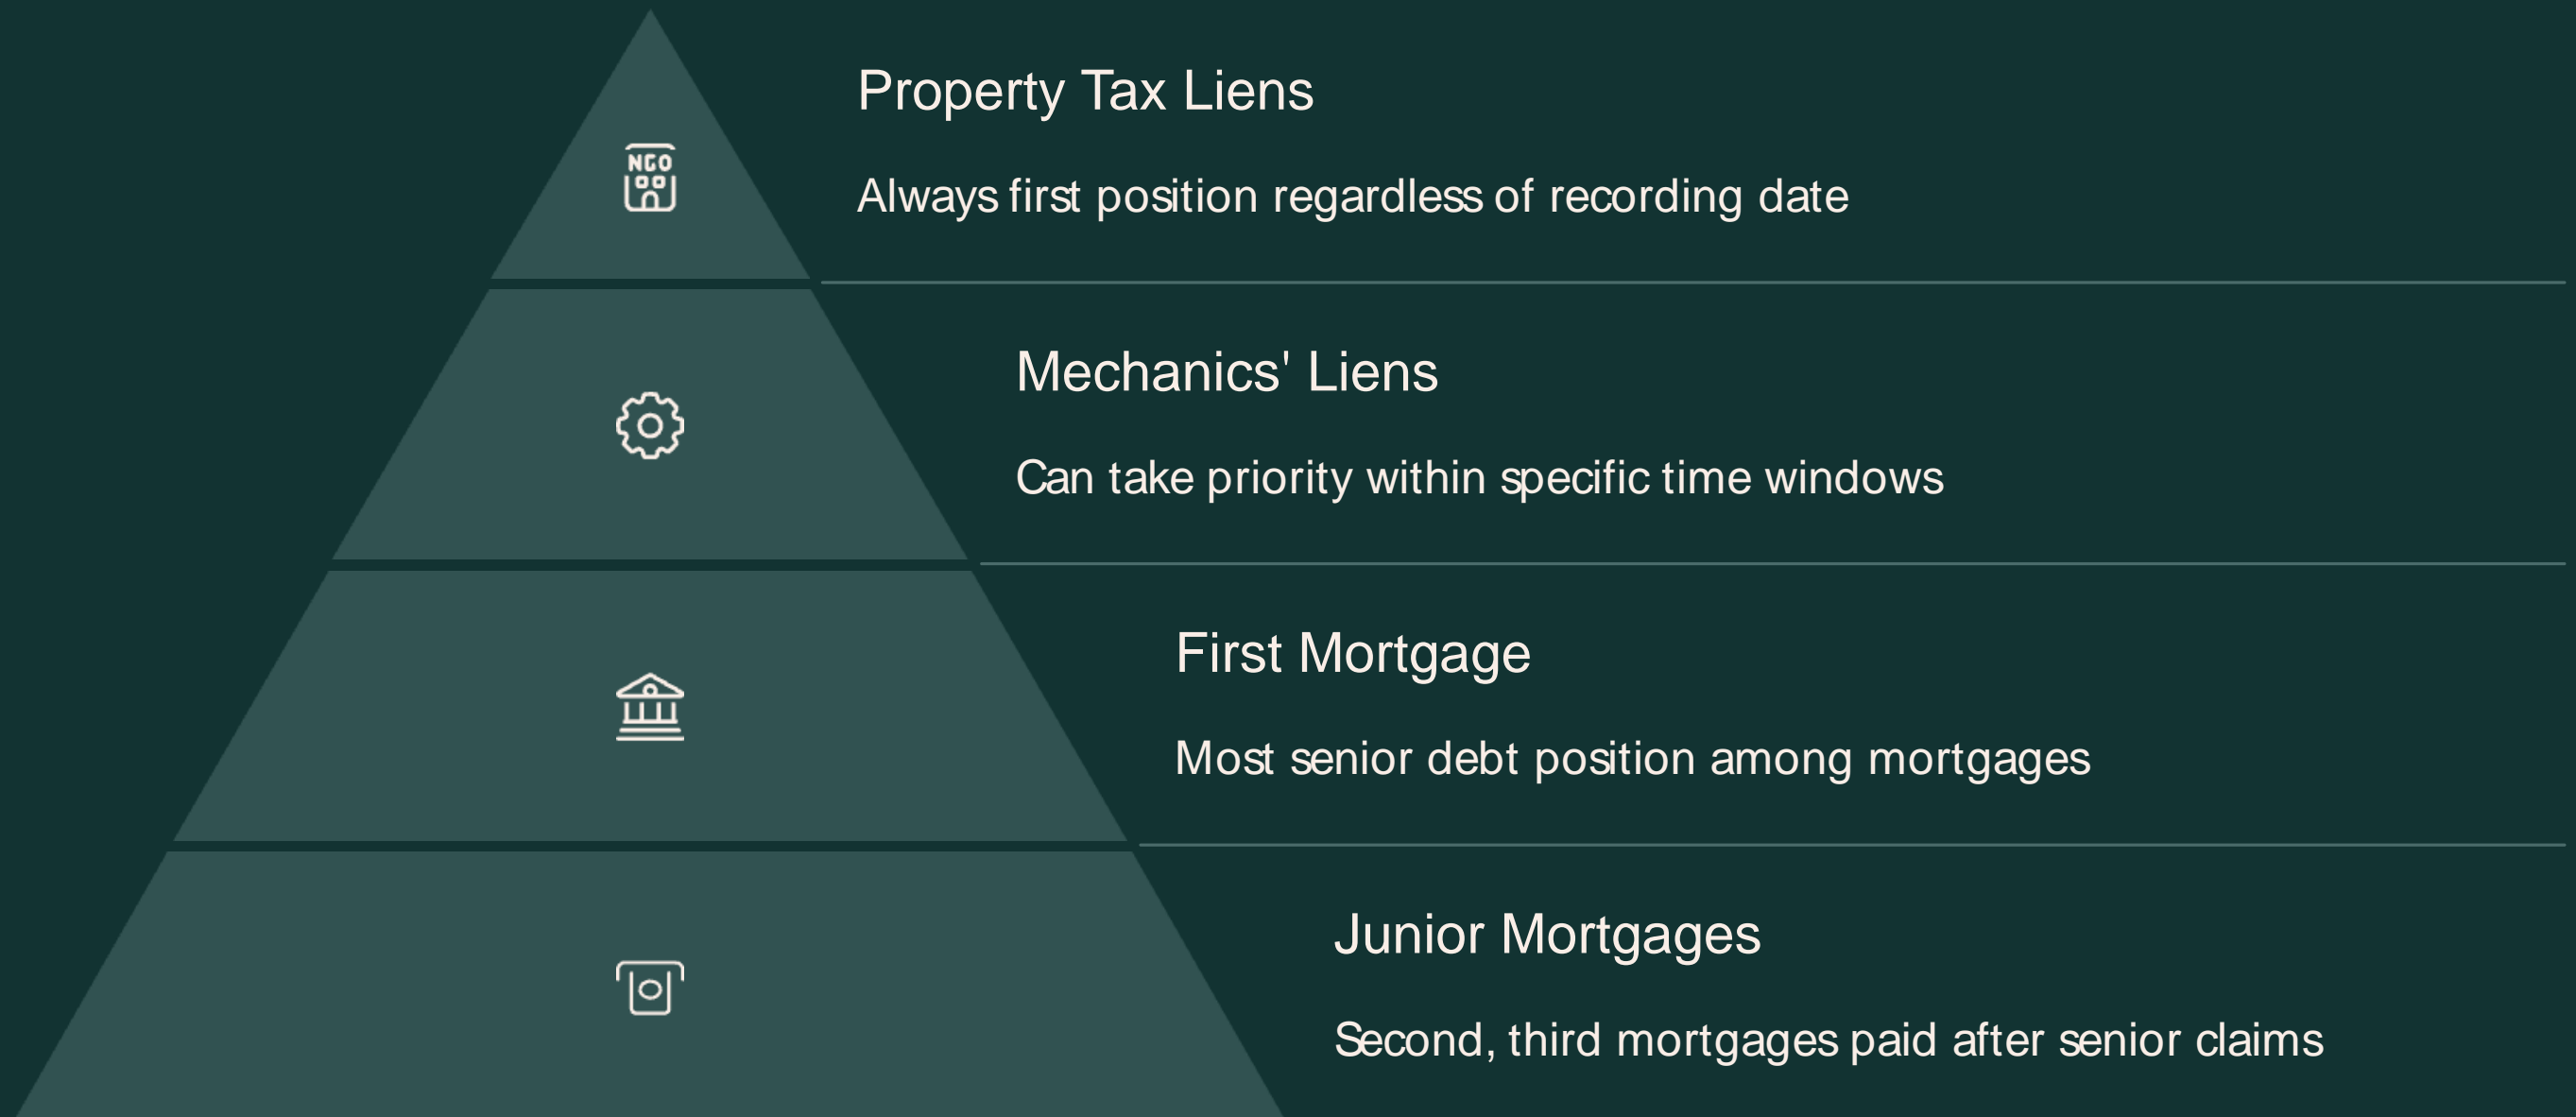 NGO
Property Tax Liens
Always first position regardless of recording date
Mechanics' Liens
Can take priority within specific time windows
First Mortgage
Most senior debt position among mortgages
Junior Mortgages
Second, third mortgages paid after senior claims